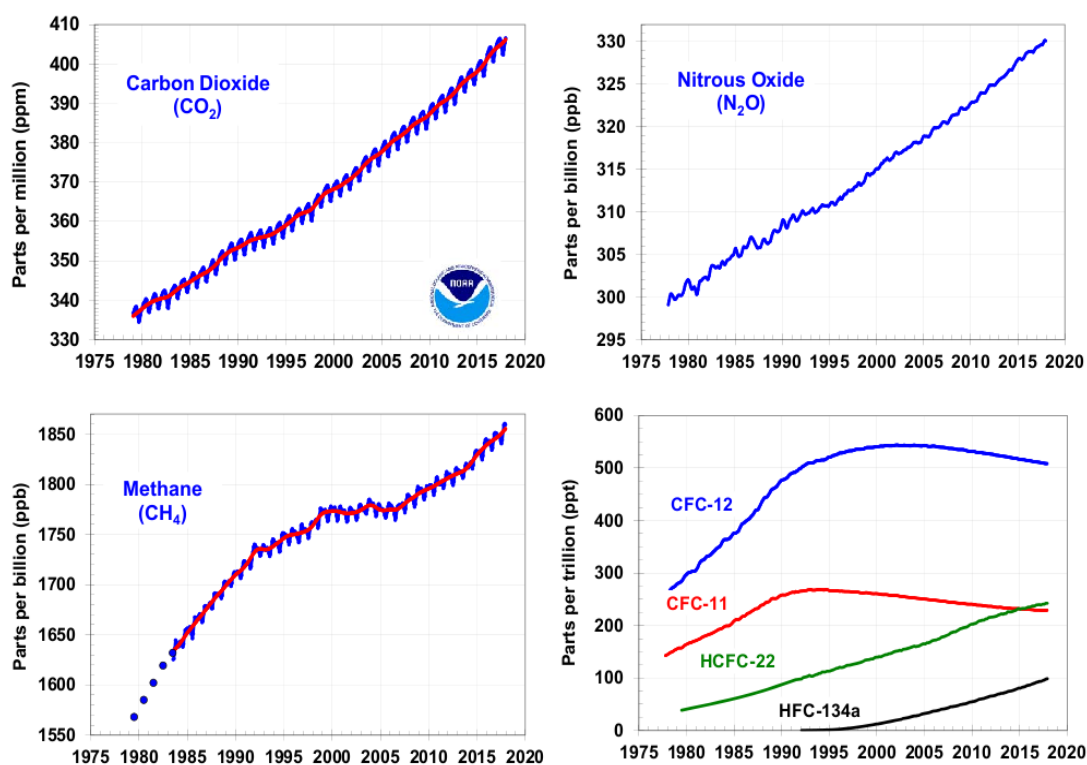 410
400
390
380
370
360
350
340
330
Parts per million (ppm)
Carbon Dioxide
(CO₂)
NOAA
1975 1980 1985 1990 1995 2000 2005 2010 2015 2020
330
325
320
315
310
305
300
295
Parts per billion (ppb)
Nitrous Oxide
(N₂O)
1975 1980 1985 1990 1995 2000 2005 2010 2015 2020
1850
1800
1750
1700
1650
1600
1550
Parts per billion (ppb)
Methane
(CH₄)
1975 1980 1985 1990 1995 2000 2005 2010 2015 2020
600
500
400
300
200
100
0
Parts per trillion (ppt)
CFC-12
CFC-11
HCFC-22
HFC-134a
1975 1980 1985 1990 1995 2000 2005 2010 2015 2020